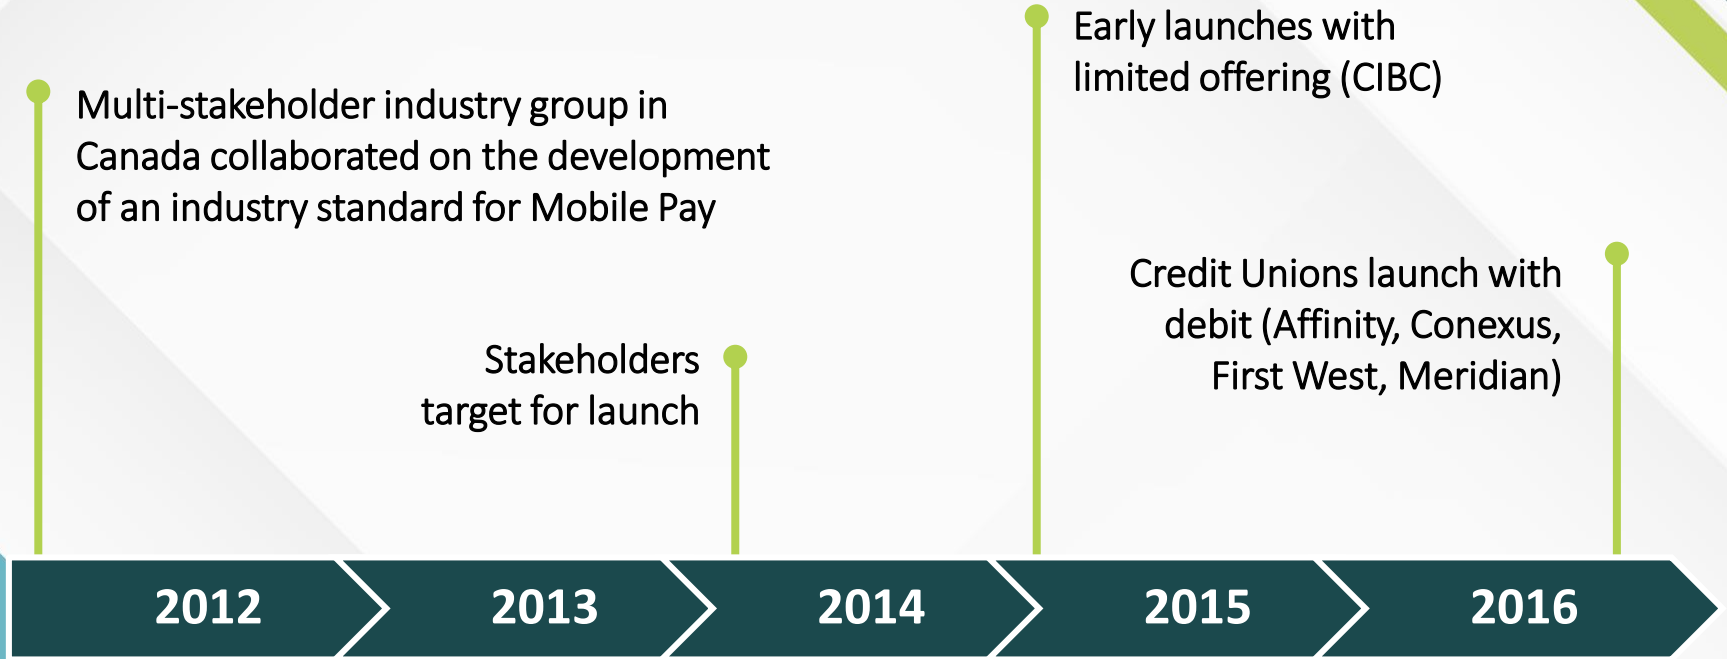 Early launches with
limited offering (CIBC)
Multi-stakeholder industry group in
Canada collaborated on the development
of an industry standard for Mobile Pay
Credit Unions launch with
debit (Affinity, Conexus,
First West, Meridian)
Stakeholders
target for launch
2012
2013
2014
2015
2016